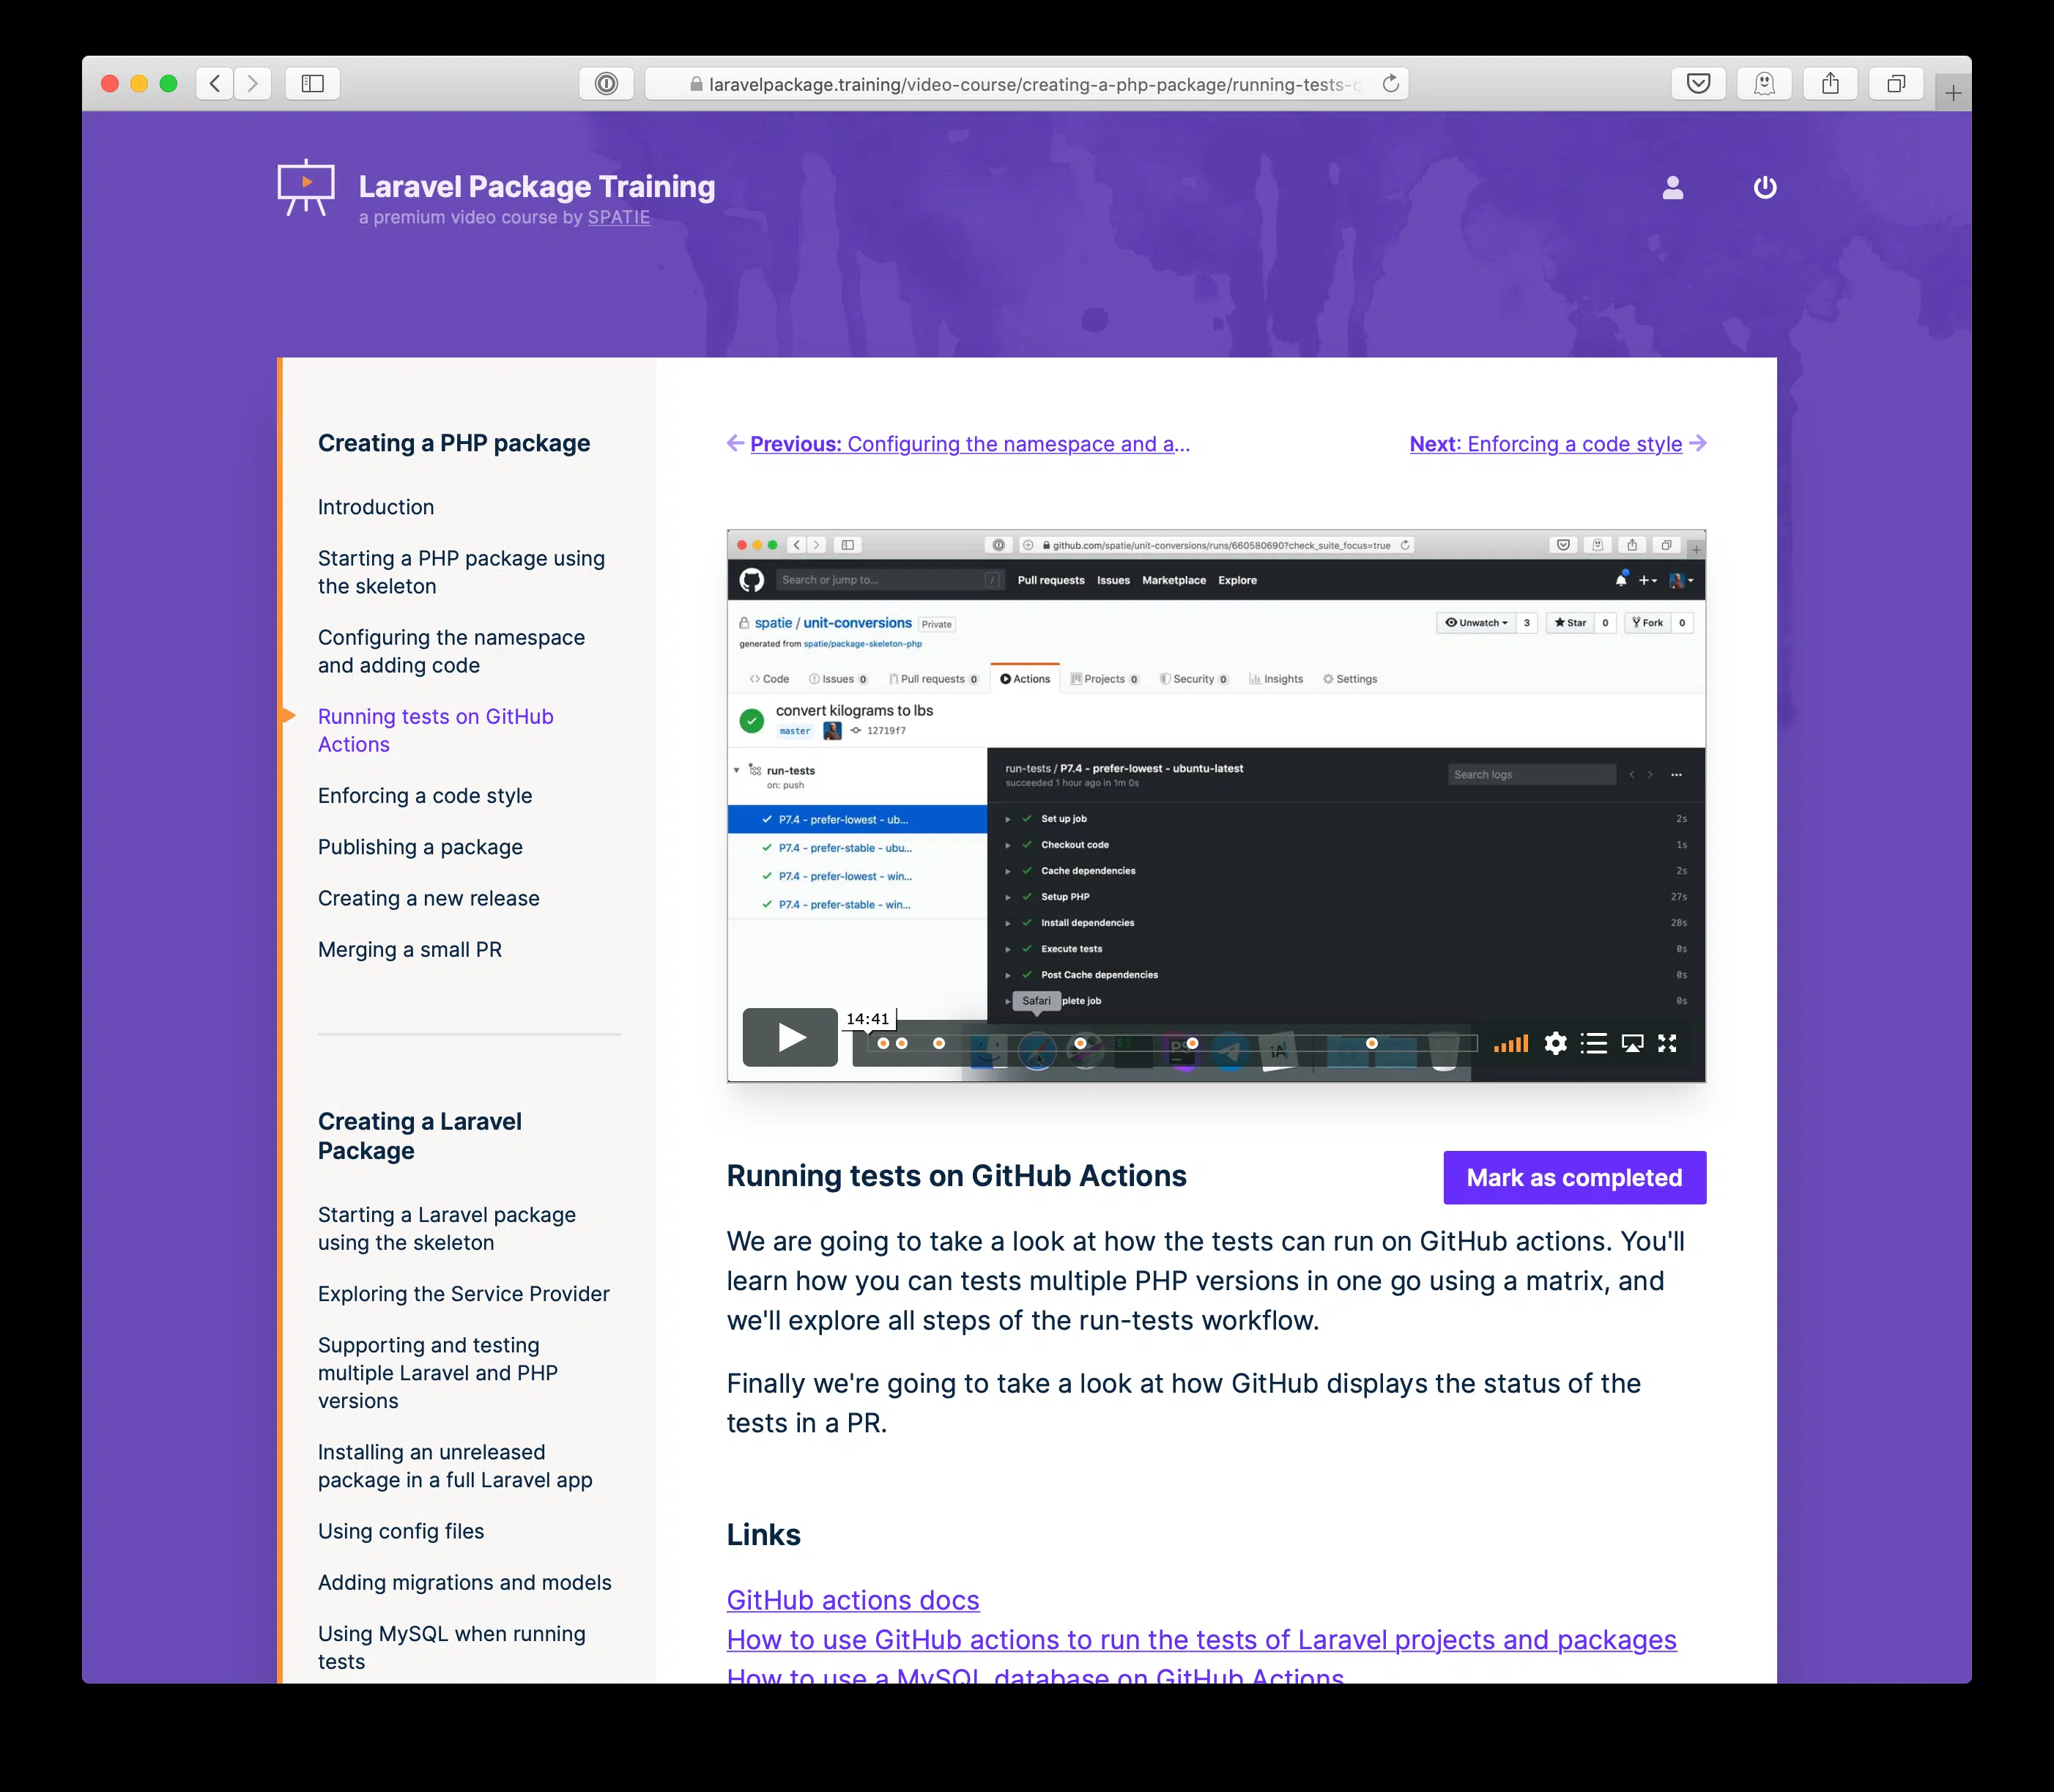 laravelpackage.training/video-course/creating-a-php-package/running-tests-
Laravel Package Training
a premium video course by SPATIE
Creating a PHP package
Introduction
Starting a PHP package using
the skeleton
Configuring the namespace
and adding code
Running tests on GitHub
Actions
Enforcing a code style
Publishing a package
Creating a new release
Merging a small PR
Creating a Laravel
Package
Starting a Laravel package
using the skeleton
Exploring the Service Provider
Supporting and testing
multiple Laravel and PHP
versions
Installing an unreleased
package in a full Laravel app
Using config files
Adding migrations and models
Using MySQL when running
tests
Previous: Configuring the namespace and a...
Next: Enforcing a code style
github.com/spatie/unit-conversions/runs/660580690?check_suite_focus=true
Search or jump to... /
Pull requests Issues Marketplace Explore
spatie / unit-conversions Private
Unwatch 3 Star 0 Fork 0
generated from spatie/package-skeleton-php
Code Issues 0 Pull requests 0 Actions Projects 0 Security 0 Insights Settings
convert kilograms to lbs
master 12719f7
run-tests
on: push
P7.4 - prefer-lowest - ub...
P7.4 - prefer-stable - ubu...
P7.4 - prefer-lowest - win...
P7.4 - prefer-stable - win...
run-tests / P7.4 - prefer-lowest - ubuntu-latest
succeeded 1 hour ago in 1m 0s
Search logs
Set up job 2s
Checkout code 1s
Cache dependencies 2s
Setup PHP 27s
Install dependencies 28s
Execute tests 0s
Post Cache dependencies 0s
Safari plete job 0s
14:41
PS
iA
Running tests on GitHub Actions
Mark as completed
We are going to take a look at how the tests can run on GitHub actions. You'll
learn how you can tests multiple PHP versions in one go using a matrix, and
we'll explore all steps of the run-tests workflow.
Finally we're going to take a look at how GitHub displays the status of the
tests in a PR.
Links
GitHub actions docs
How to use GitHub actions to run the tests of Laravel projects and packages
How to use a MySQL database on GitHub Actions